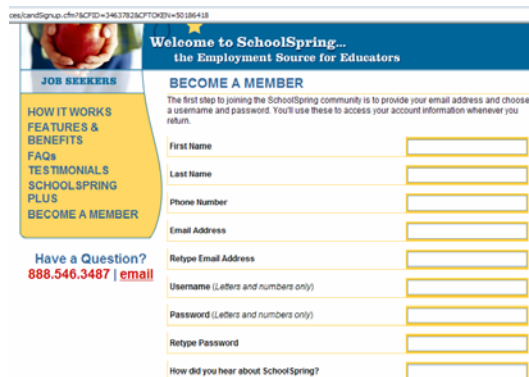 ces/candSignup.cfm?&CFID=3463782&CFTOKEN=50186418
Welcome to SchoolSpring...
the Employment Source for Educators
JOB SEEKERS
HOW IT WORKS
FEATURES &
BENEFITS
FAQs
TESTIMONIALS
SCHOOLSPRING
PLUS
BECOME A MEMBER
Have a Question?
888.546.3487 | email
BECOME A MEMBER
The first step to joining the SchoolSpring community is to provide your email address and choose
a username and password. You'll use these to access your account information whenever you
return.
First Name
Last Name
Phone Number
Email Address
Retype Email Address
Username (Letters and numbers only)
Password (Letters and numbers only)
Retype Password
How did you hear about SchoolSpring?